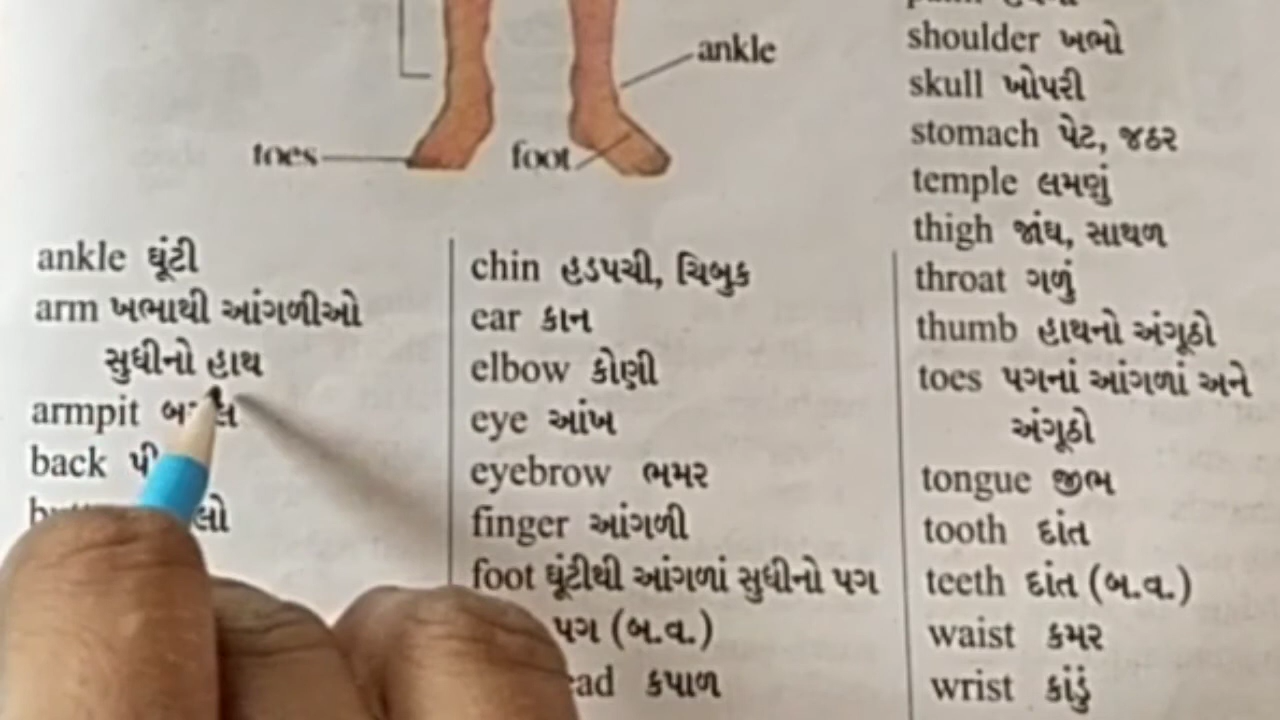 ankle
toes
foot
ankle ઘૂંટી
arm ખભાથી આંગળીઓ
સુધીનો હાથ
armpit
back
chin હડપચી, ચિબુક
ear કાન
elbow કોણી
eye આંખ
eyebrow ભમર
finger આંગળી
foot ઘૂંટીથી આંગળાં સુધીનો પગ
પગ (બ.વ.)
કપાળ
shoulder ખભો
skull ખોપરી
stomach પેટ, જઠર
temple લમણું
thigh જાંઘ, સાથળ
throat ગળું
thumb હાથનો અંગૂઠો
toes પગનાં આંગળાં અને
અંગૂઠો
tongue જીભ
tooth દાંત
teeth દાંત (બ.વ.)
waist કમર
wrist કાંડું